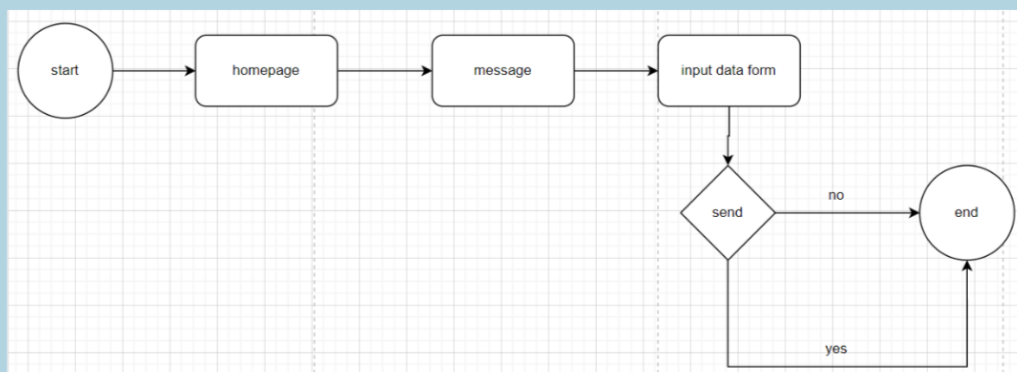 start
homepage
message
input data form
send
no
end
yes